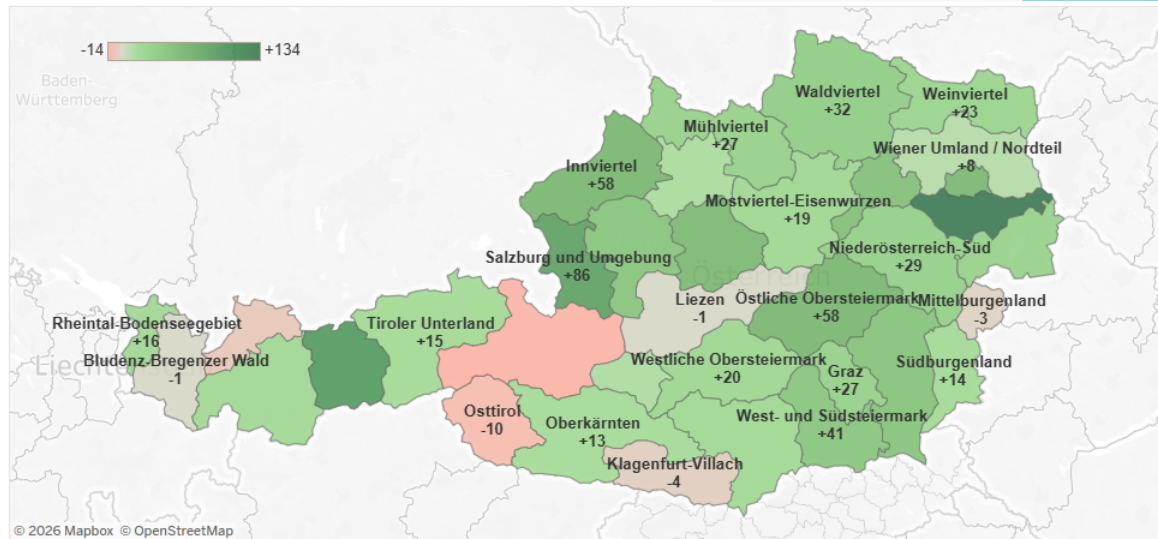 -14 +134
Baden-
Württemberg
Waldviertel
+32
Weinviertel
+23
Mühlviertel
+27
Wiener Umland / Nordteil
+8
Innviertel
+58
Mostviertel-Eisenwurzen
+19
Niederösterreich-Süd
+29
Salzburg und Umgebung
+86
Österreich
Liezen
-1
Östliche Obersteiermark
+58
Mittelburgenland
-3
Rheintal-Bodenseegebiet
+16
Tiroler Unterland
+15
Bludenz-Bregenzer Wald
-1
Westliche Obersteiermark
+20
Graz
+27
Südburgenland
+14
Osttirol
-10
Oberkärnten
+13
West- und Südsteiermark
+41
Klagenfurt-Villach
-4
© 2026 Mapbox © OpenStreetMap